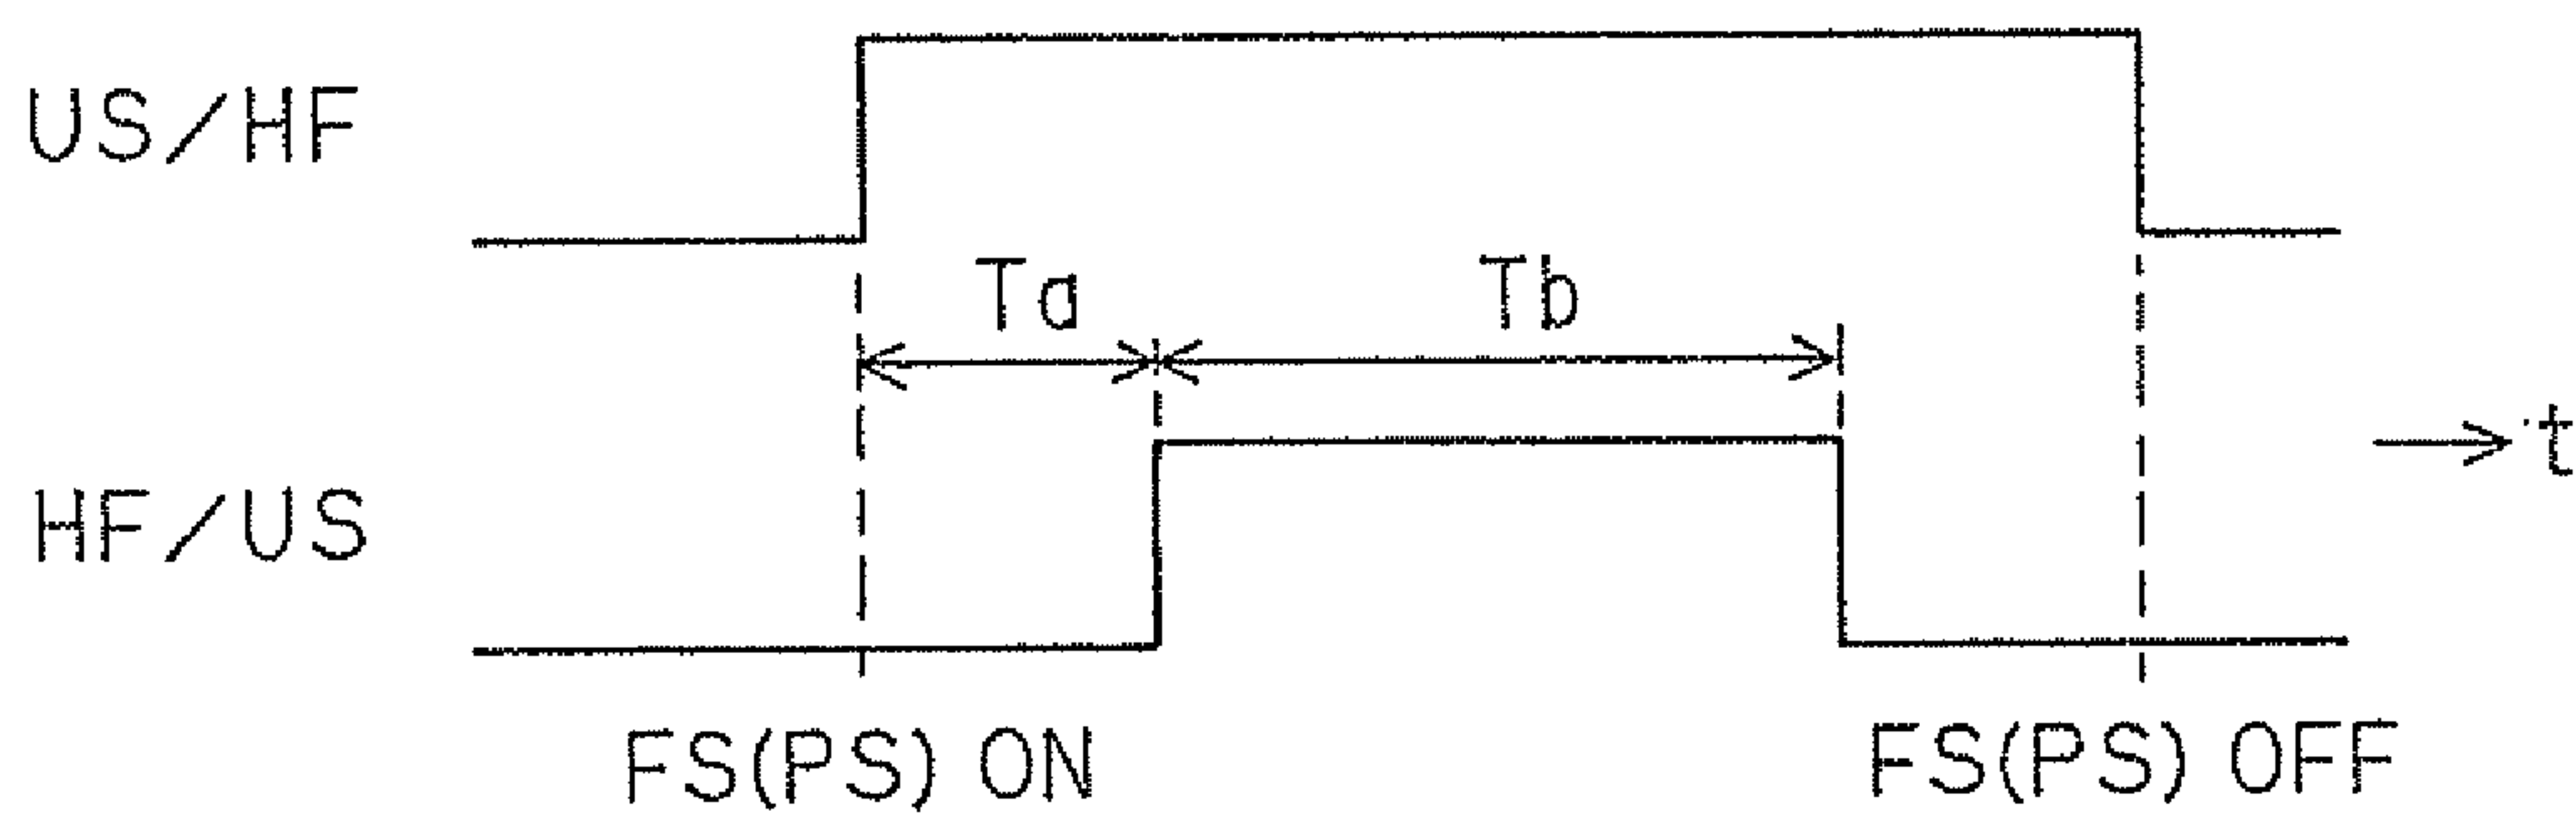 US/HF
Ta Tb
t
HF/US
FS(PS) ON FS(PS) OFF